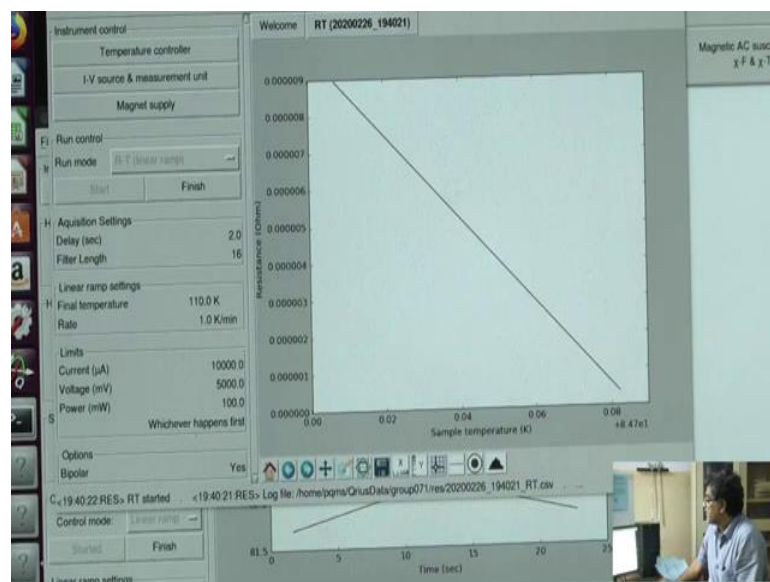 Instrument control
Temperature controller
I-V source & measurement unit
Magnet supply
Run control
Run mode R-T (linear ramp)
Start Finish
Aquisition Settings
Delay (sec) 2.0
Filter Length 16
Linear ramp settings
Final temperature 110.0 K
Rate 1.0 K/min
Limits
Current (µA) 10000.0
Voltage (mV) 5000.0
Power (mW) 100.0
Whichever happens first
Options
Bipolar Yes
Welcome RT (20200226_194021)
Magnetic AC susc
χ-F & χ-T
Resistance (Ohm)
0.000009
0.000008
0.000007
0.000006
0.000005
0.000004
0.000003
0.000002
0.000001
0.000000
0.00 0.02 0.04 0.06 0.08
+8.47e1
Sample temperature (K)
<19:40:22:RES> RT started <19:40:21:RES> Log file: /home/pqms/QriusData/group071/res/20200226_194021_RT.csv
Control mode: Linear ramp
Started Finish
Linear ramp settings
81.5
0 5 10 15 20 25
Time (sec)